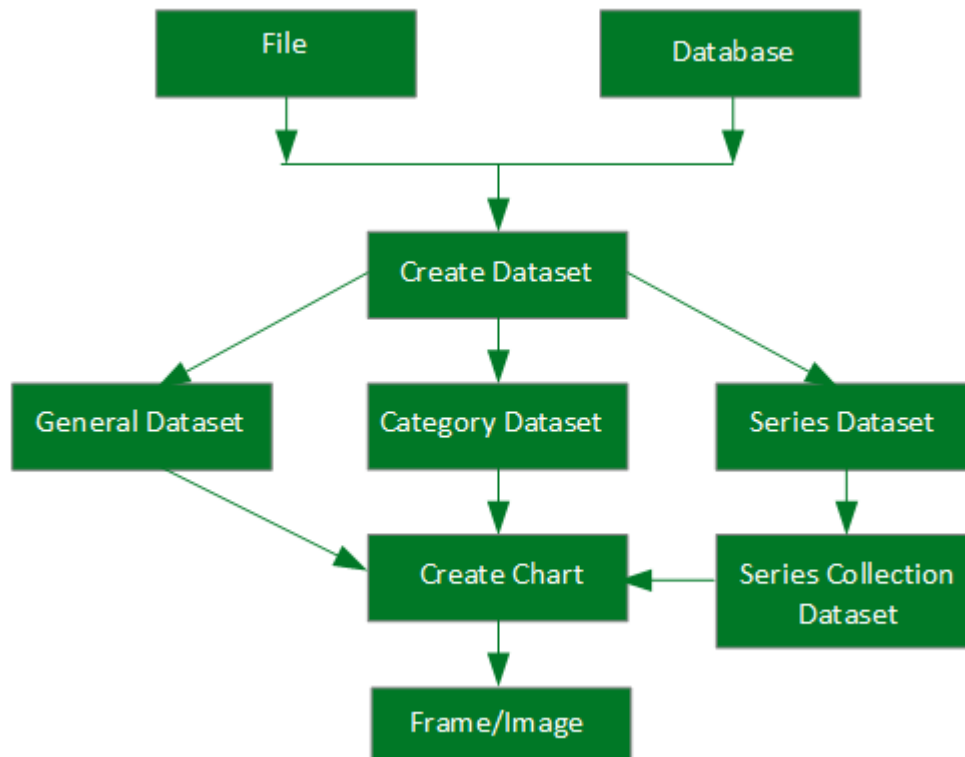 File
Database
Create Dataset
General Dataset
Category Dataset
Series Dataset
Create Chart
Series Collection
Dataset
Frame/Image